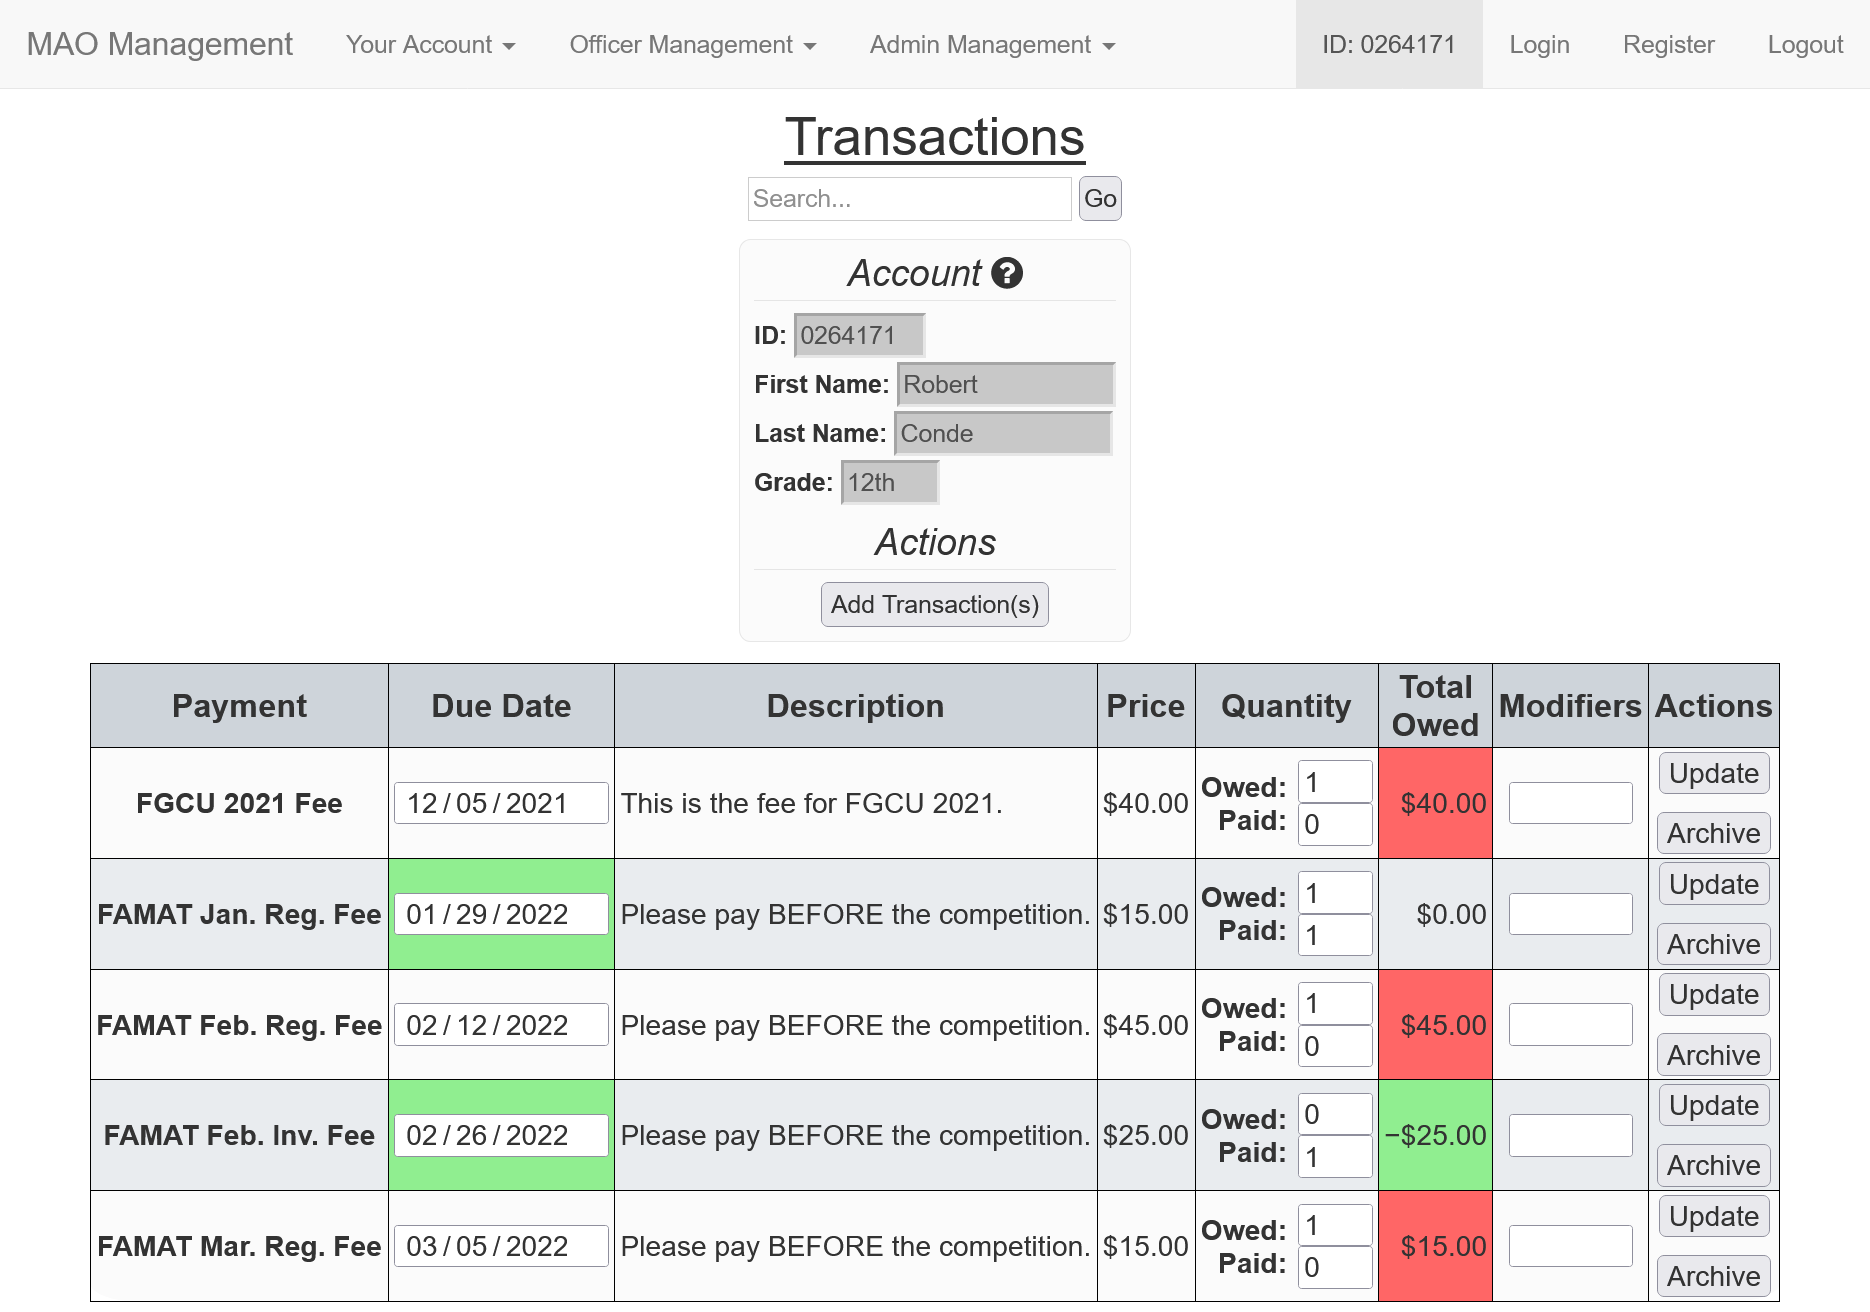 MAO Management Your Account Officer Management Admin Management ID: 0264171 Login Register Logout
Transactions
Search... Go
Account ?
ID: 0264171
First Name: Robert
Last Name: Conde
Grade: 12th
Actions
Add Transaction(s)
Payment Due Date Description Price Quantity Total Owed Modifiers Actions
FGCU 2021 Fee 12/05/2021 This is the fee for FGCU 2021. $40.00 Owed: 1 Paid: 0 $40.00 Update Archive
FAMAT Jan. Reg. Fee 01/29/2022 Please pay BEFORE the competition. $15.00 Owed: 1 Paid: 1 $0.00 Update Archive
FAMAT Feb. Reg. Fee 02/12/2022 Please pay BEFORE the competition. $45.00 Owed: 1 Paid: 0 $45.00 Update Archive
FAMAT Feb. Inv. Fee 02/26/2022 Please pay BEFORE the competition. $25.00 Owed: 0 Paid: 1 −$25.00 Update Archive
FAMAT Mar. Reg. Fee 03/05/2022 Please pay BEFORE the competition. $15.00 Owed: 1 Paid: 0 $15.00 Update Archive